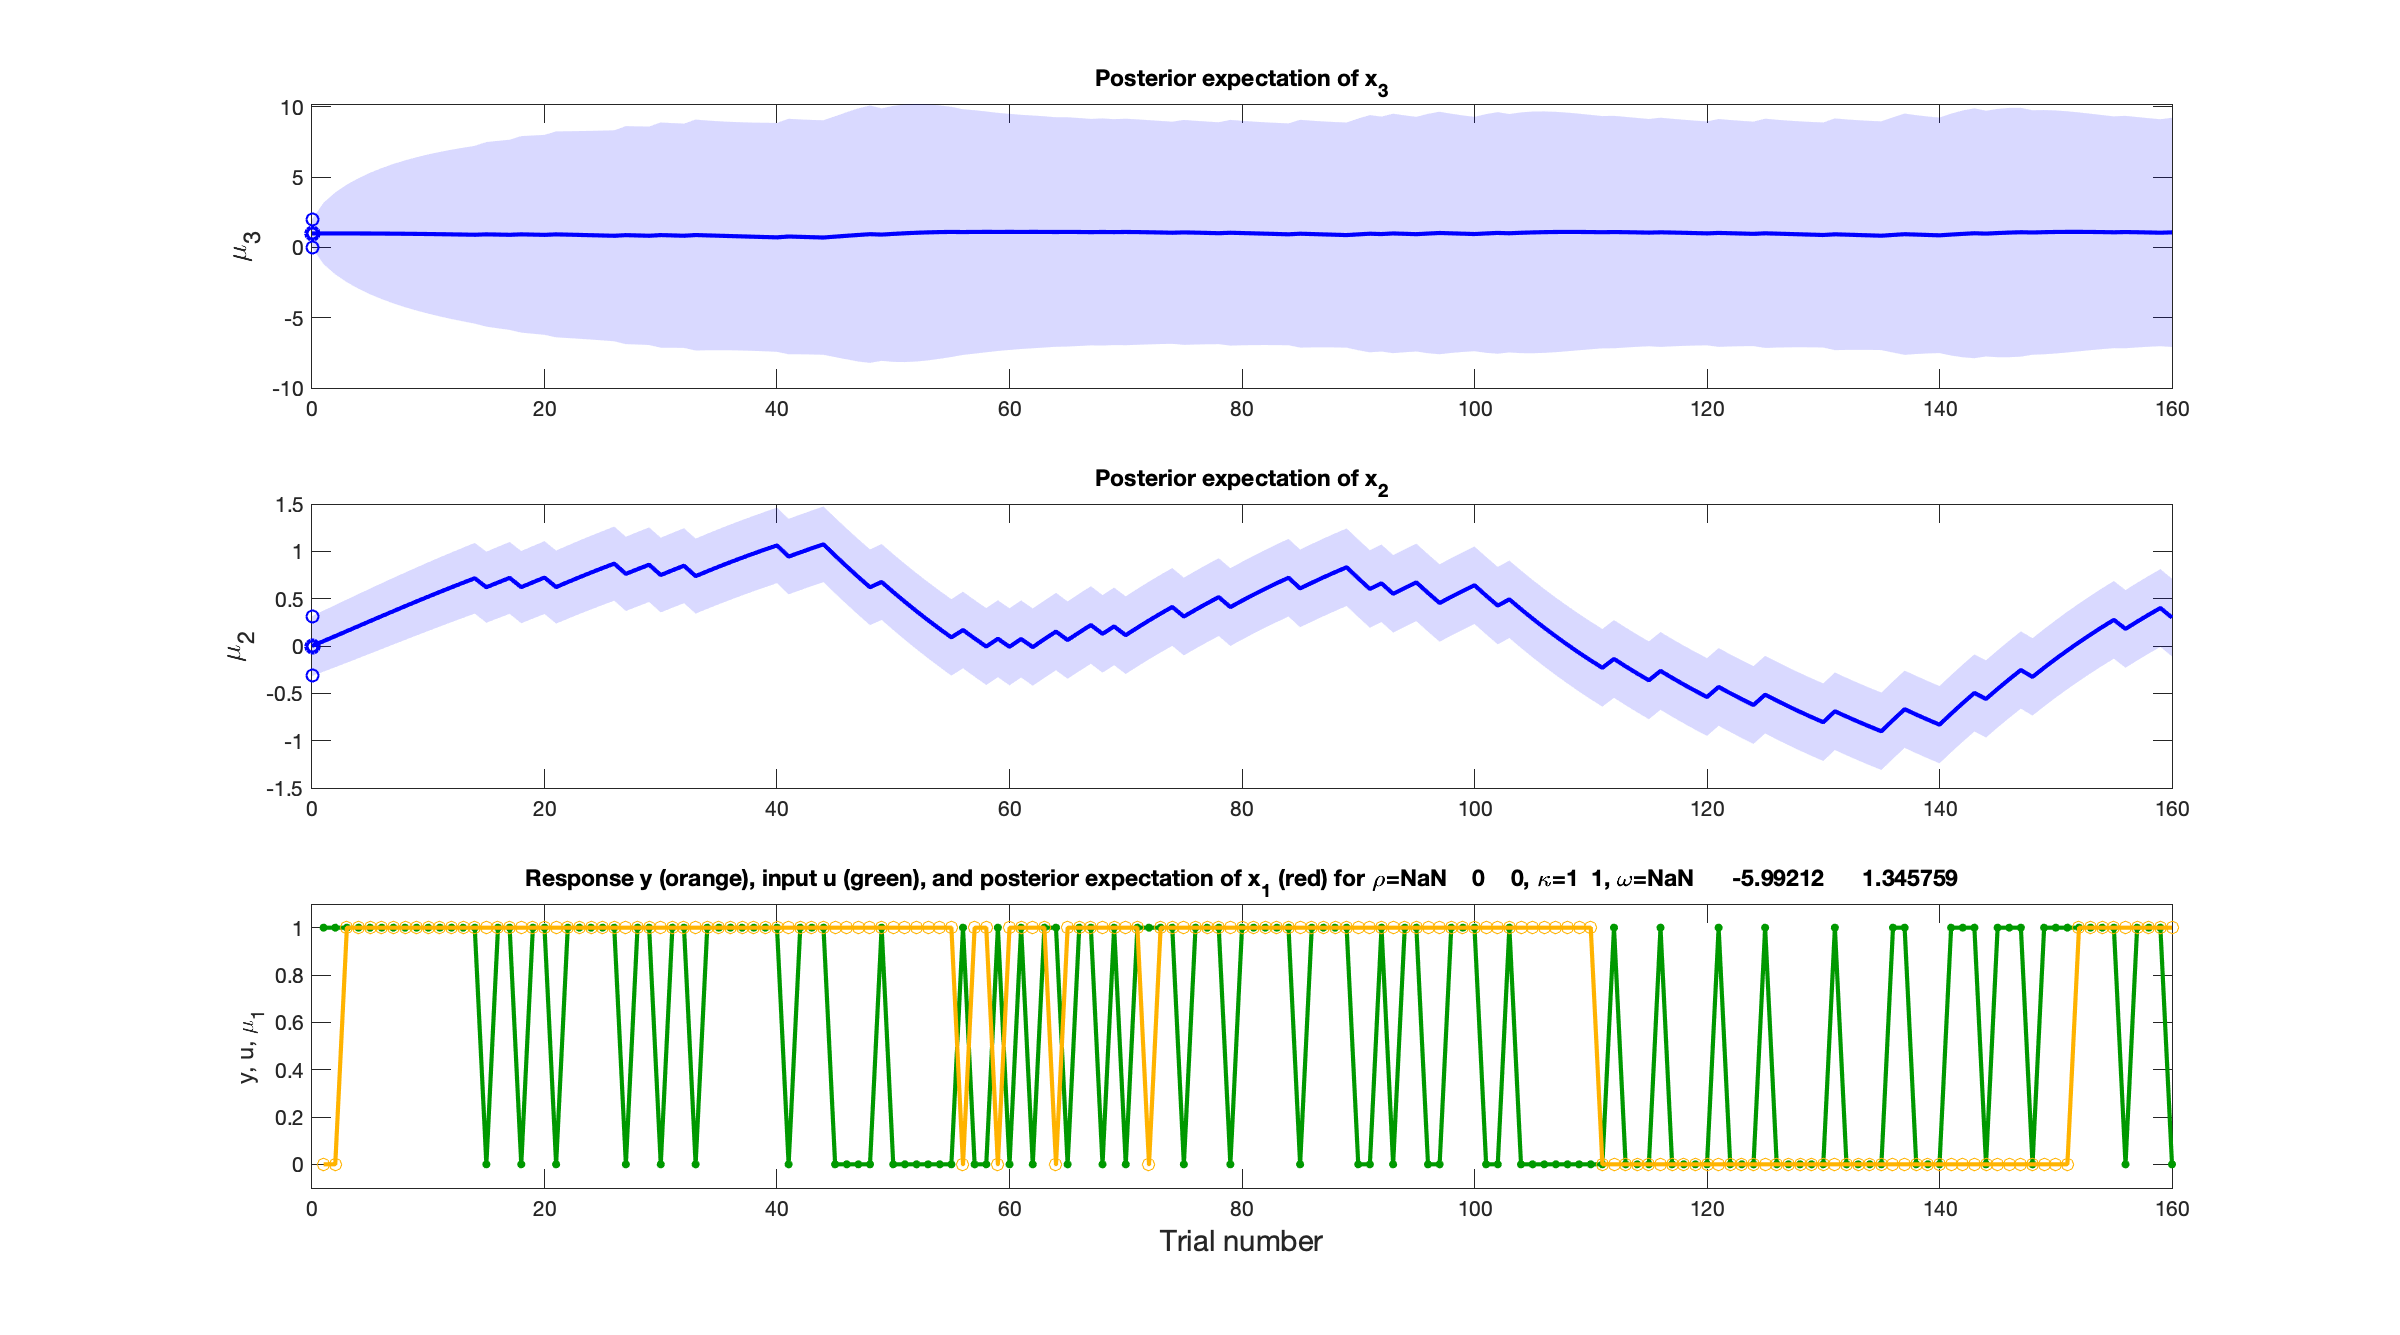 Posterior expectation of x3
μ3
10
5
0
-5
-10
0 20 40 60 80 100 120 140 160
Posterior expectation of x2
μ2
1.5
1
0.5
0
-0.5
-1
-1.5
0 20 40 60 80 100 120 140 160
Response y (orange), input u (green), and posterior expectation of x1 (red) for ρ=NaN 0 0, κ=1 1, ω=NaN -5.99212 1.345759
y, u, μ1
1
0.8
0.6
0.4
0.2
0
0 20 40 60 80 100 120 140 160
Trial number